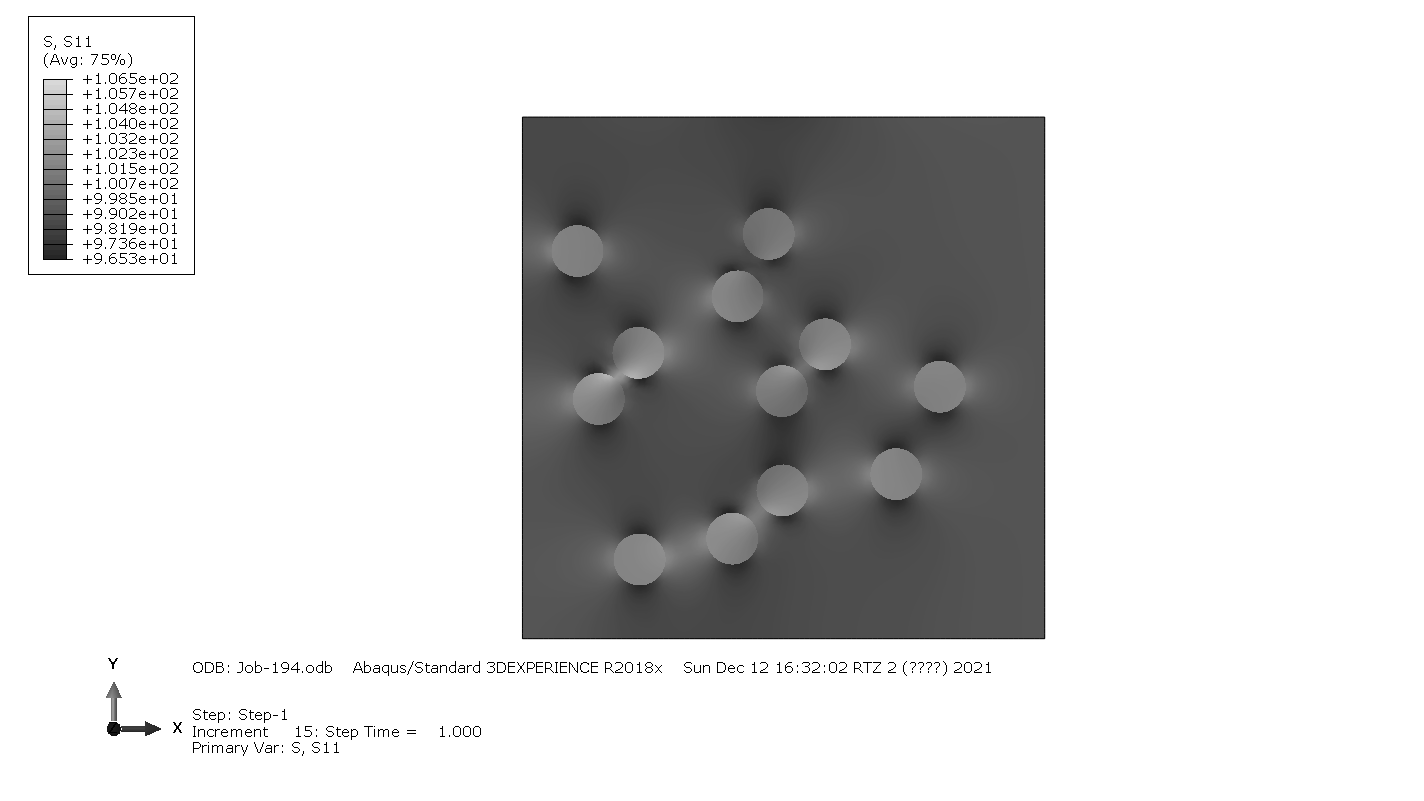 S, S11
(Avg: 75%)
+1.065e+02
+1.057e+02
+1.048e+02
+1.040e+02
+1.032e+02
+1.023e+02
+1.015e+02
+1.007e+02
+9.985e+01
+9.902e+01
+9.819e+01
+9.736e+01
+9.653e+01
Y
X
ODB: Job-194.odb    Abaqus/Standard 3DEXPERIENCE R2018x    Sun Dec 12 16:32:02 RTZ 2 (????) 2021
Step: Step-1
Increment    15: Step Time =    1.000
Primary Var: S, S11